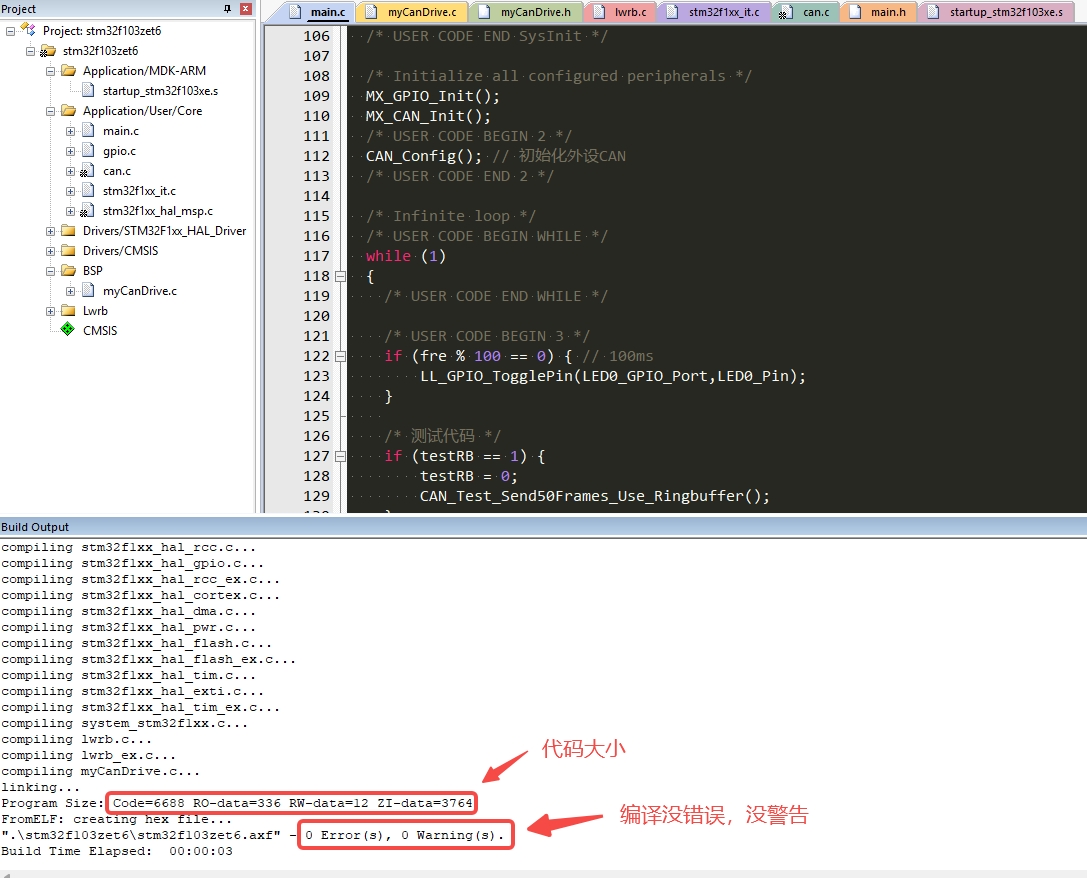 Project
Project: stm32f103zet6
stm32f103zet6
Application/MDK-ARM
startup_stm32f103xe.s
Application/User/Core
main.c
gpio.c
can.c
stm32f1xx_it.c
stm32f1xx_hal_msp.c
Drivers/STM32F1xx_HAL_Driver
Drivers/CMSIS
BSP
myCanDrive.c
Lwrb
CMSIS
main.c myCanDrive.c myCanDrive.h lwrb.c stm32f1xx_it.c can.c main.h startup_stm32f103xe.s
106 /* USER CODE END SysInit */
107
108 /* Initialize all configured peripherals */
109 MX_GPIO_Init();
110 MX_CAN_Init();
111 /* USER CODE BEGIN 2 */
112 CAN_Config(); // 初始化外设CAN
113 /* USER CODE END 2 */
114
115 /* Infinite loop */
116 /* USER CODE BEGIN WHILE */
117 while (1)
118 {
119 /* USER CODE END WHILE */
120
121 /* USER CODE BEGIN 3 */
122 if (fre % 100 == 0) { // 100ms
123 LL_GPIO_TogglePin(LED0_GPIO_Port,LED0_Pin);
124 }
125
126 /* 测试代码 */
127 if (testRB == 1) {
128 testRB = 0;
129 CAN_Test_Send50Frames_Use_Ringbuffer();
Build Output
compiling stm32f1xx_hal_rcc.c...
compiling stm32f1xx_hal_gpio.c...
compiling stm32f1xx_hal_rcc_ex.c...
compiling stm32f1xx_hal_cortex.c...
compiling stm32f1xx_hal_dma.c...
compiling stm32f1xx_hal_pwr.c...
compiling stm32f1xx_hal_flash.c...
compiling stm32f1xx_hal_flash_ex.c...
compiling stm32f1xx_hal_tim.c...
compiling stm32f1xx_hal_exti.c...
compiling stm32f1xx_hal_tim_ex.c...
compiling system_stm32f1xx.c...
compiling lwrb.c...
compiling lwrb_ex.c...
compiling myCanDrive.c...
linking...
Program Size: Code=6688 RO-data=336 RW-data=12 ZI-data=3764
FromELF: creating hex file...
".\stm32f103zet6\stm32f103zet6.axf" - 0 Error(s), 0 Warning(s).
Build Time Elapsed: 00:00:03
代码大小
编译没错误，没警告